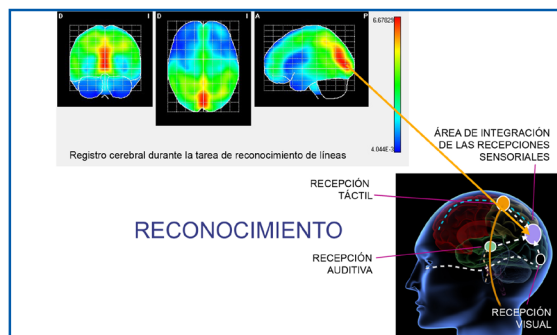 D I
D I
A P
6.67629
4.044E-3
Registro cerebral durante la tarea de reconocimiento de líneas
ÁREA DE INTEGRACIÓN
DE LAS RECEPCIONES
SENSORIALES
RECEPCIÓN
TÁCTIL
RECONOCIMIENTO
RECEPCIÓN
AUDITIVA
RECEPCIÓN
VISUAL